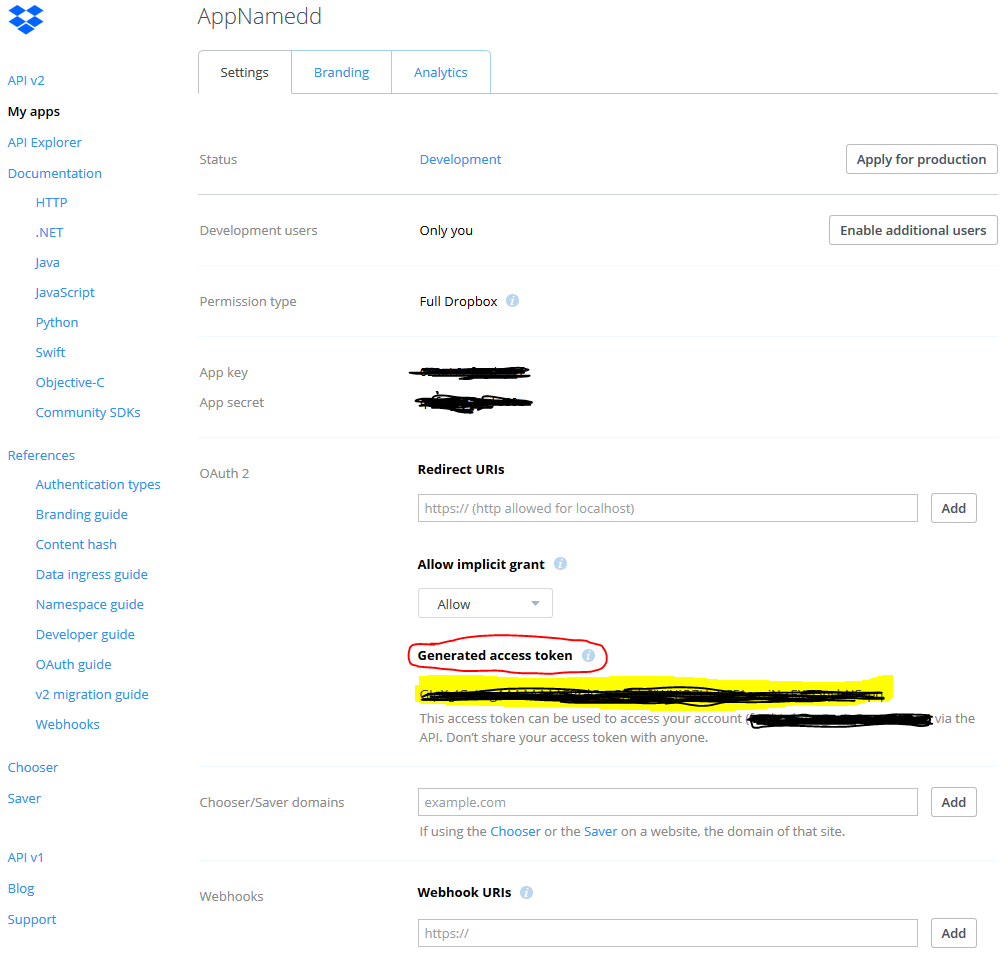 AppNamedd
Settings
Branding
Analytics
API v2
My apps
API Explorer
Documentation
HTTP
.NET
Java
JavaScript
Python
Swift
Objective-C
Community SDKs
References
Authentication types
Branding guide
Content hash
Data ingress guide
Namespace guide
Developer guide
OAuth guide
v2 migration guide
Webhooks
Chooser
Saver
API v1
Blog
Support
Status
Development
Apply for production
Development users
Only you
Enable additional users
Permission type
Full Dropbox
App key
App secret
OAuth 2
Redirect URIs
https:// (http allowed for localhost)
Add
Allow implicit grant
Allow
Generated access token
This access token can be used to access your account ( via the
API. Don't share your access token with anyone.
Chooser/Saver domains
example.com
Add
If using the Chooser or the Saver on a website, the domain of that site.
Webhooks
Webhook URIs
https://
Add